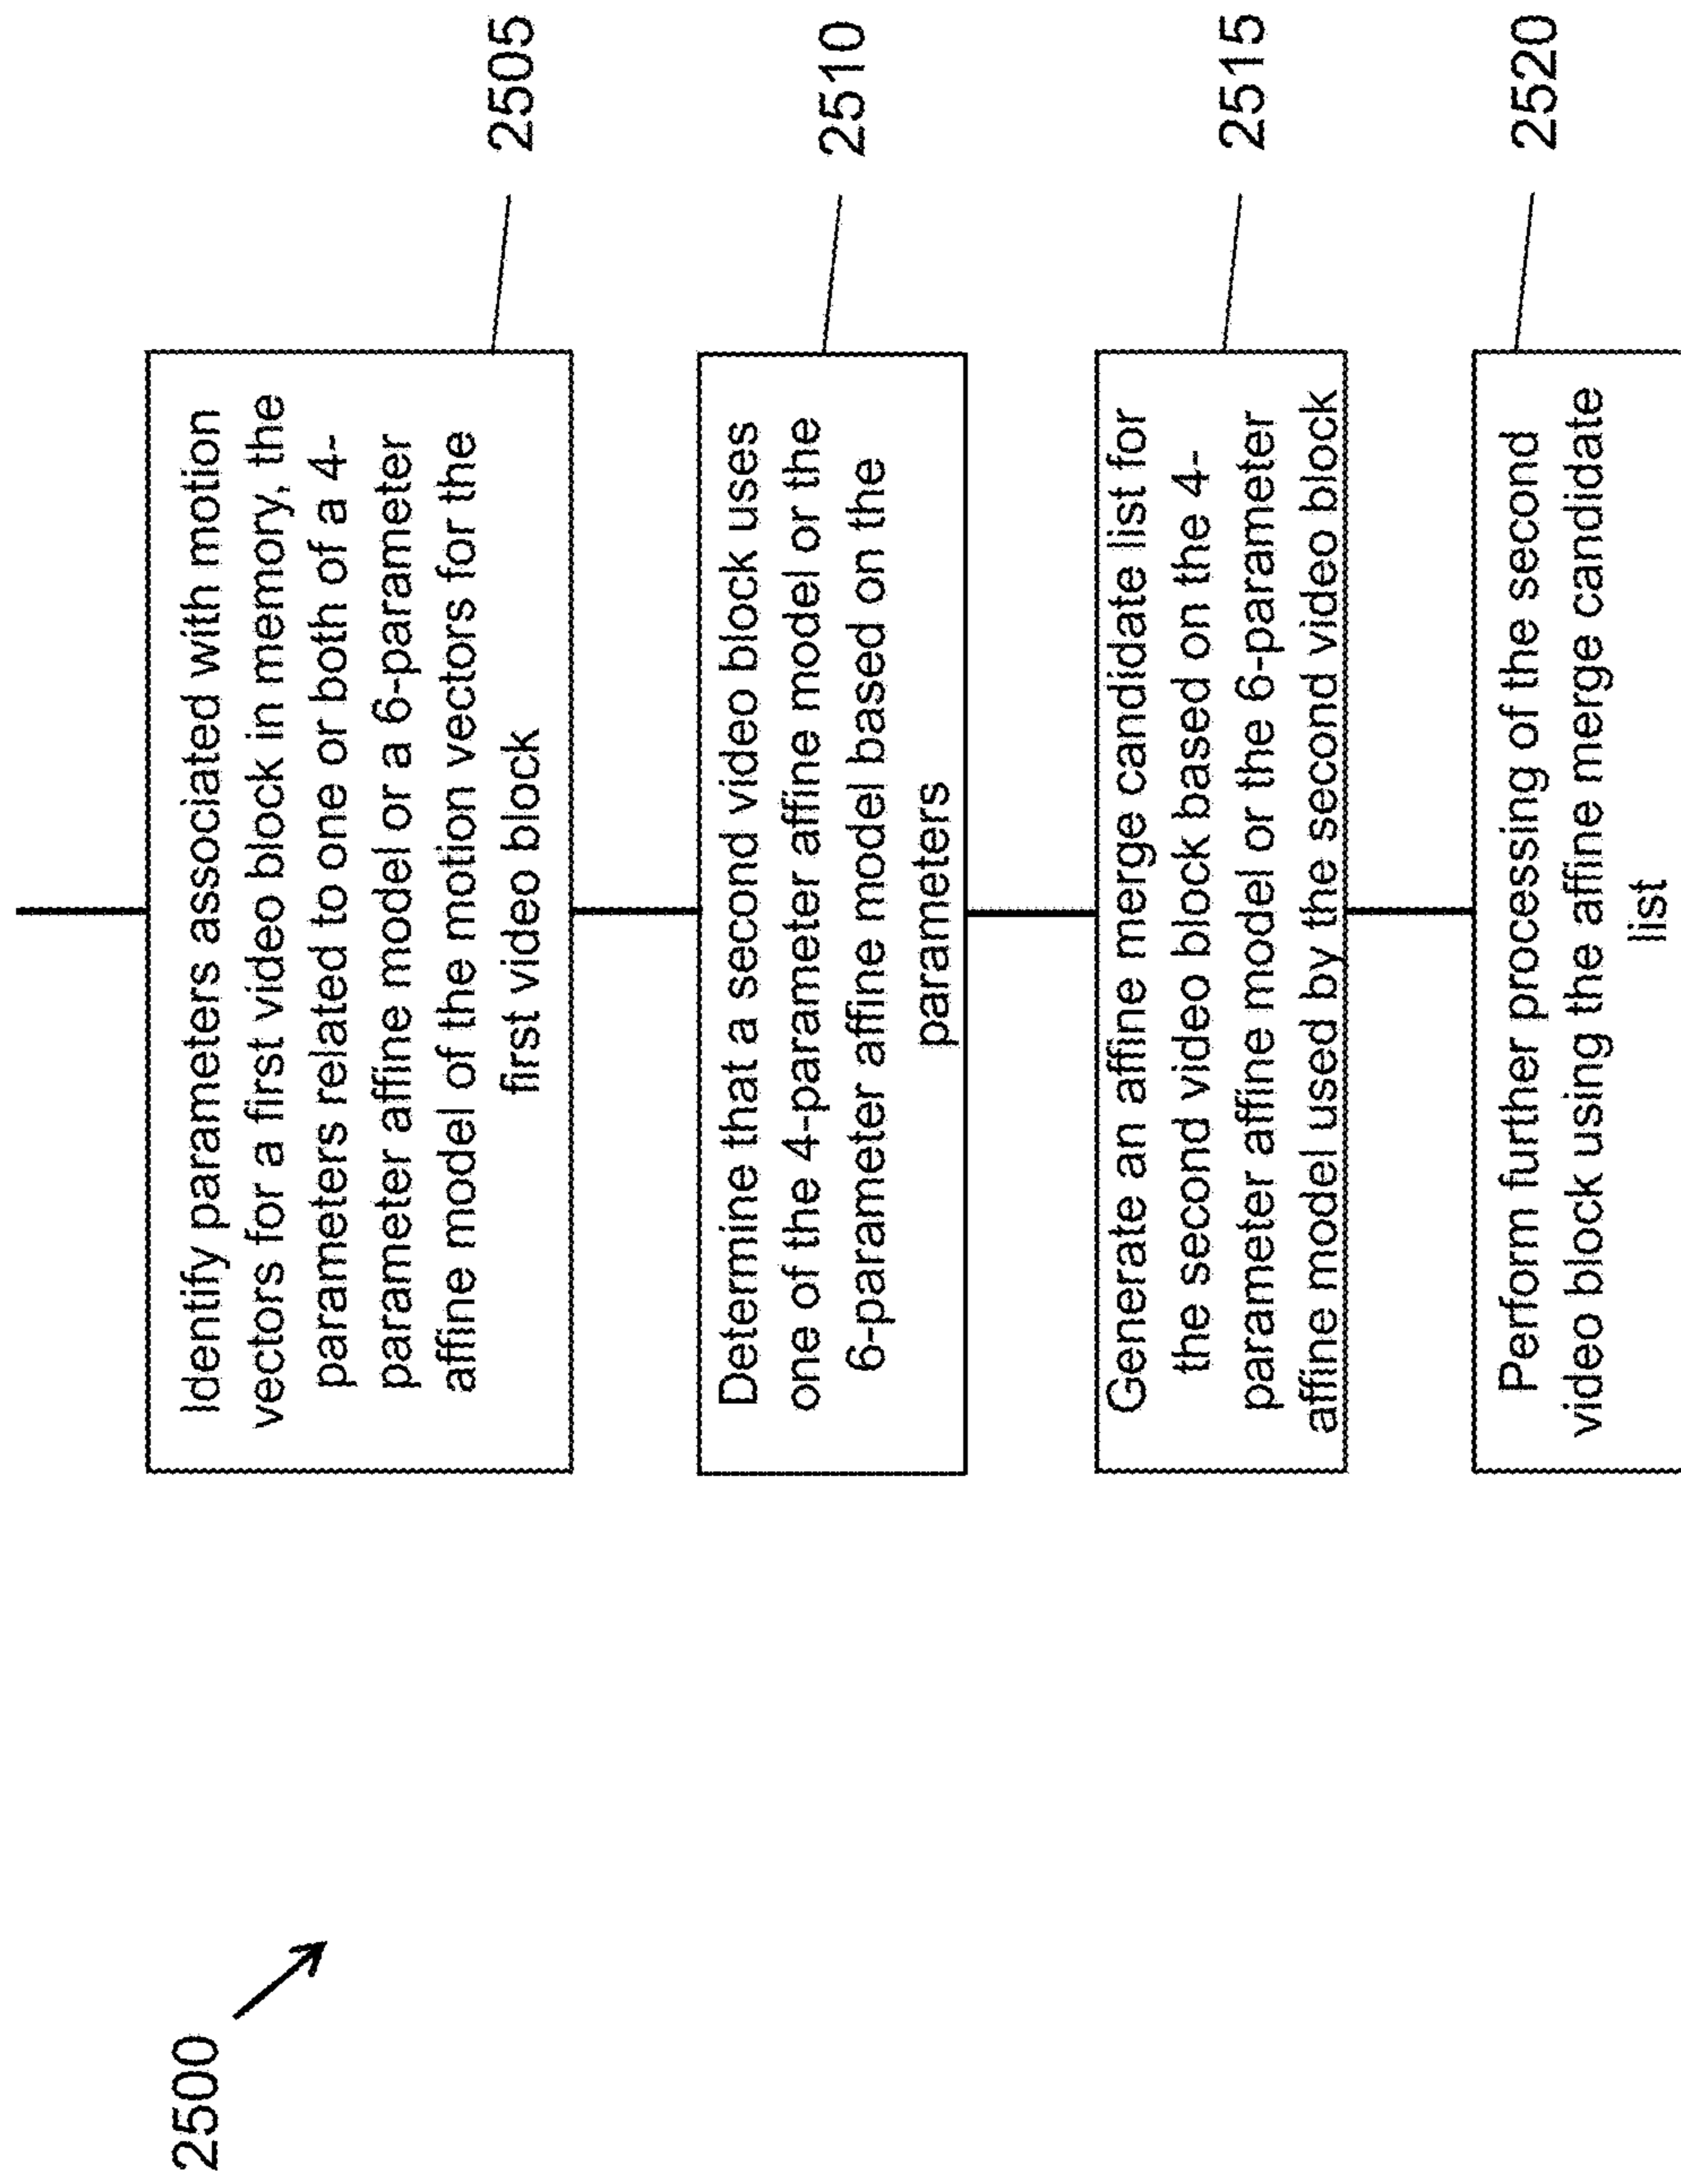 2500
Identify parameters associated with motion
vectors for a first video block in memory, the
parameters related to one or both of a 4-
parameter affine model or a 6-parameter
affine model of the motion vectors for the
first video block
2505
Determine that a second video block uses
one of the 4-parameter affine model or the
6-parameter affine model based on the
parameters
2510
Generate an affine merge candidate list for
the second video block based on the 4-
parameter affine model or the 6-parameter
affine model used by the second video block
2515
Perform further processing of the second
video block using the affine merge candidate
list
2520